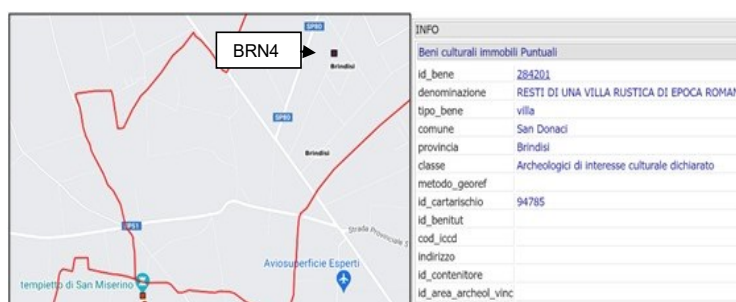 SP80
BRN4
Brindisi
SP80
Brindisi
SP51
Strada Provinciale
Aviosuperficie Esperti
tempietto di San Miserino
INFO
Beni culturali immobili Puntuali
id_bene 284201
denominazione RESTI DI UNA VILLA RUSTICA DI EPOCA ROMAN
tipo_bene villa
comune San Donaci
provincia Brindisi
classe Archeologici di interesse culturale dichiarato
metodo_georef
id_cartarischio 94785
id_benitut
cod_iccd
indirizzo
id_contenitore
id_area_archeol_vinc